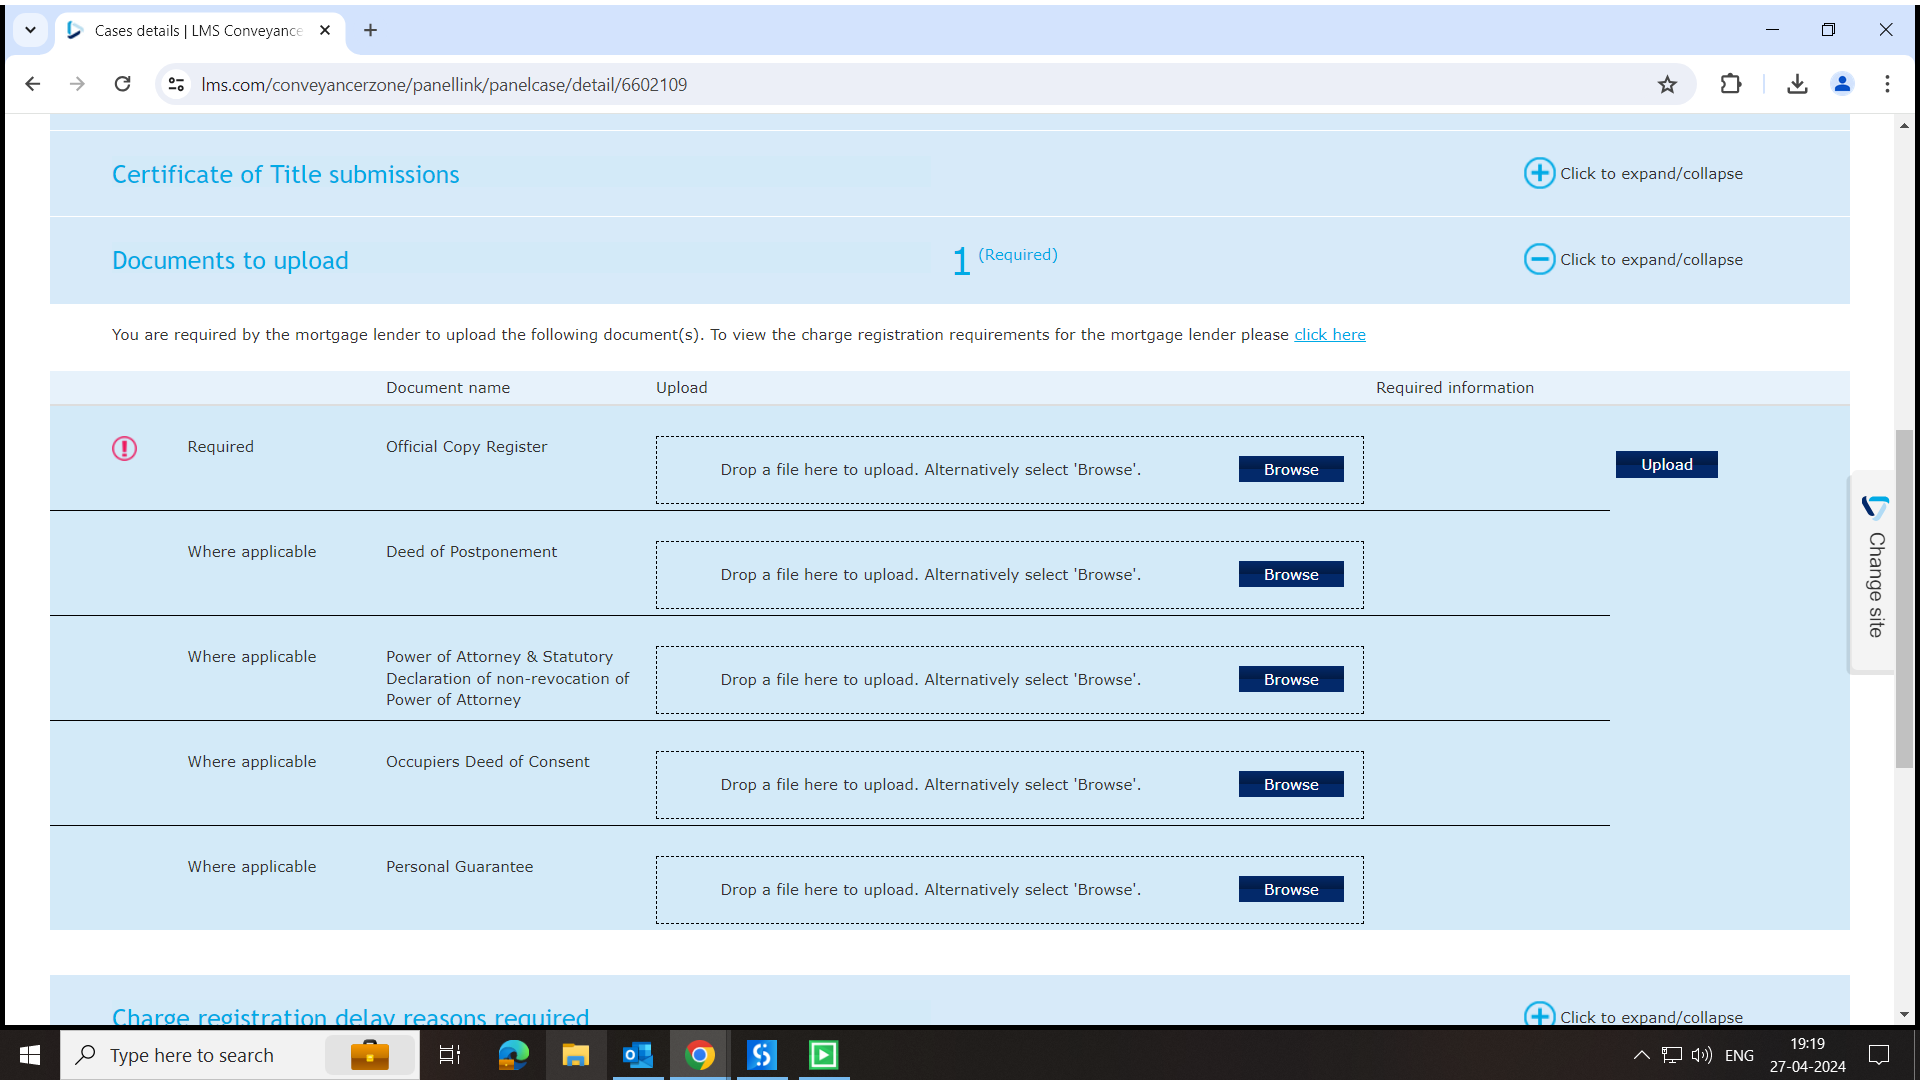 Cases details | LMS Conveyance
lms.com/conveyancerzone/panellink/panelcase/detail/6602109
Certificate of Title submissions
Click to expand/collapse
Documents to upload
1 (Required)
Click to expand/collapse
You are required by the mortgage lender to upload the following document(s). To view the charge registration requirements for the mortgage lender please click here
Document name
Upload
Required information
Required
Official Copy Register
Drop a file here to upload. Alternatively select 'Browse'.
Browse
Upload
Where applicable
Deed of Postponement
Drop a file here to upload. Alternatively select 'Browse'.
Browse
Where applicable
Power of Attorney & Statutory
Declaration of non-revocation of
Power of Attorney
Drop a file here to upload. Alternatively select 'Browse'.
Browse
Where applicable
Occupiers Deed of Consent
Drop a file here to upload. Alternatively select 'Browse'.
Browse
Where applicable
Personal Guarantee
Drop a file here to upload. Alternatively select 'Browse'.
Browse
Change site
Charge registration delay reasons required
Click to expand/collapse
Type here to search
ENG
19:19
27-04-2024